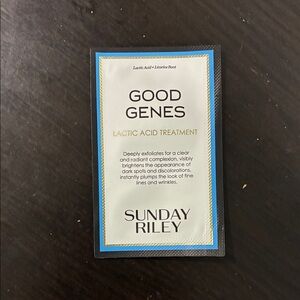 Lactic Acid + Licorice Root
GOOD
GENES
LACTIC ACID TREATMENT
Deeply exfoliates for a clear
and radiant complexion, visibly
brightens the appearance of
dark spots and discolorations,
instantly plumps the look of fine
lines and wrinkles.
SUNDAY
RILEY